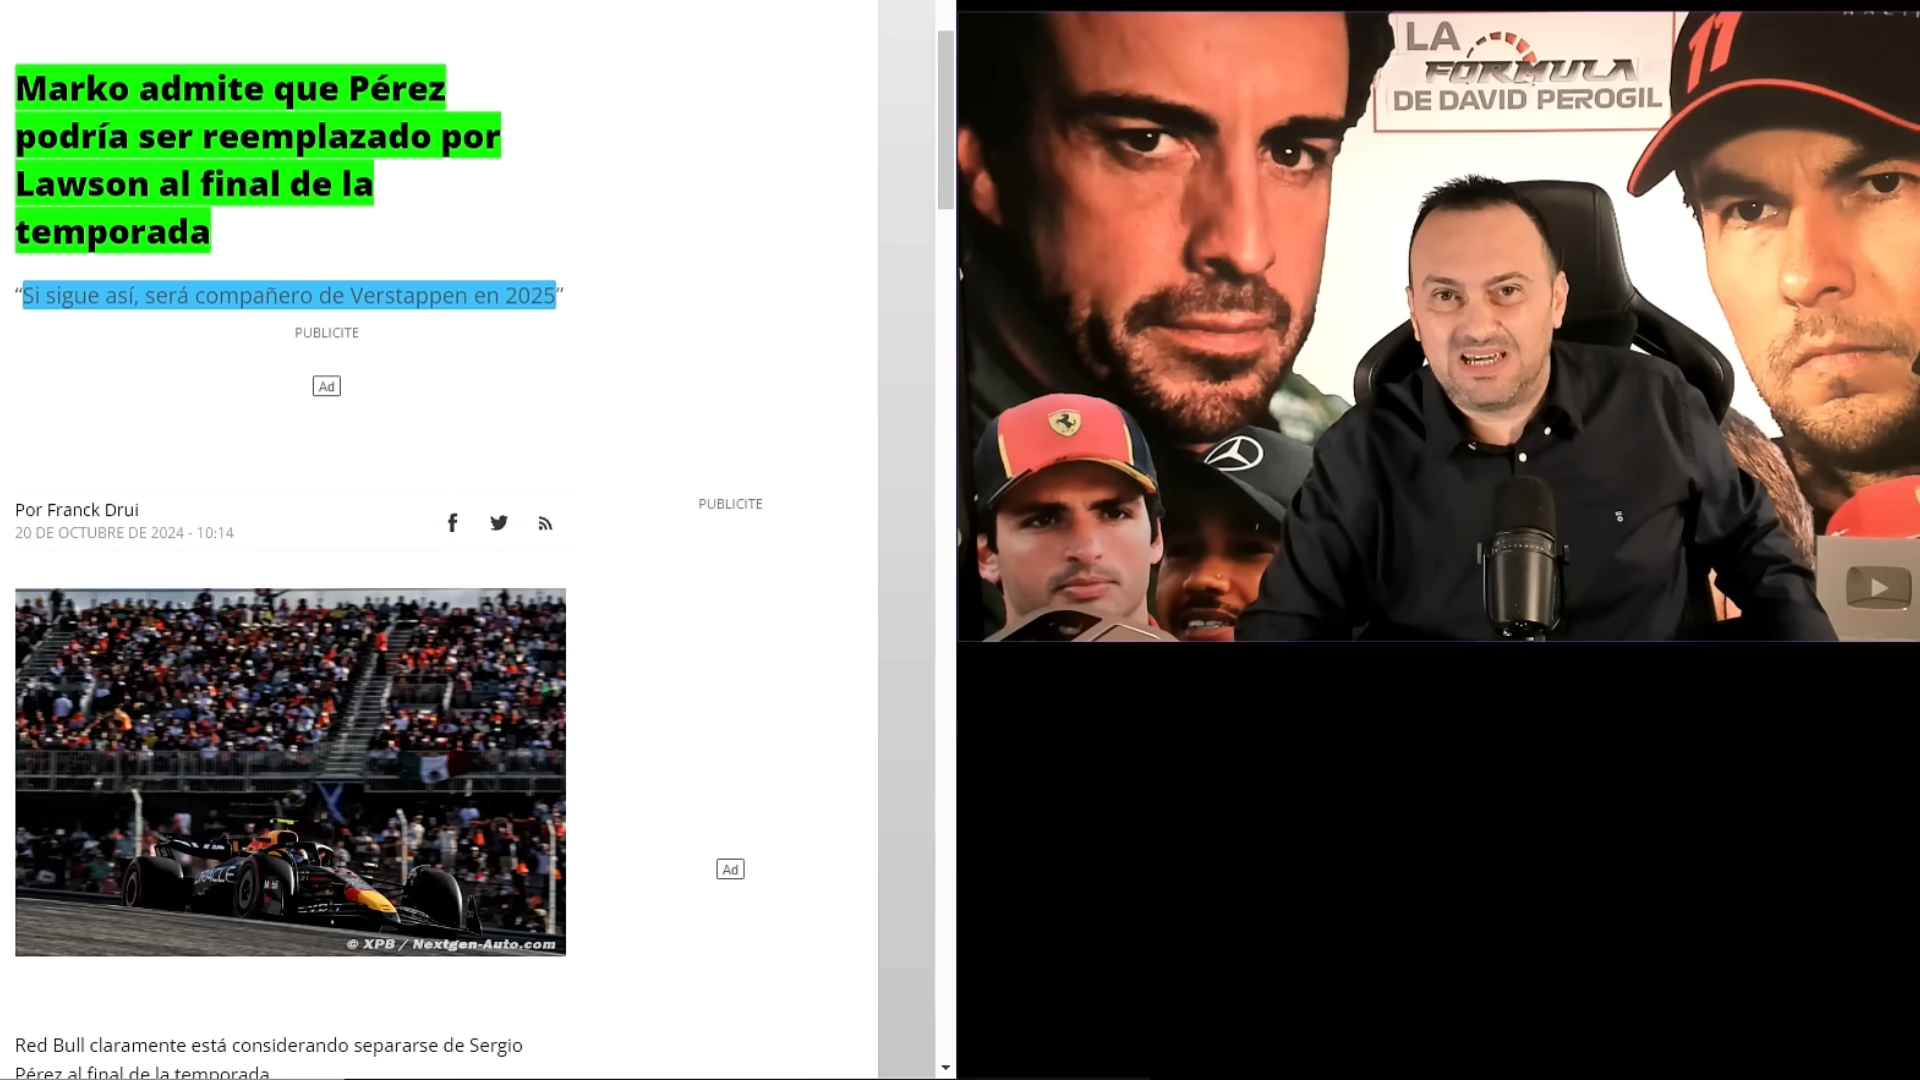 Marko admite que Pérez
podría ser reemplazado por
Lawson al final de la
temporada
“Si sigue así, será compañero de Verstappen en 2025”
PUBLICITE
Ad
Por Franck Drui
20 DE OCTUBRE DE 2024 - 10:14
PUBLICITE
ORACLE
© XPB / Nextgen-Auto.com
Ad
Red Bull claramente está considerando separarse de Sergio
Pérez al final de la temporada
LA
FORMULA
DE DAVID PEROGIL
11